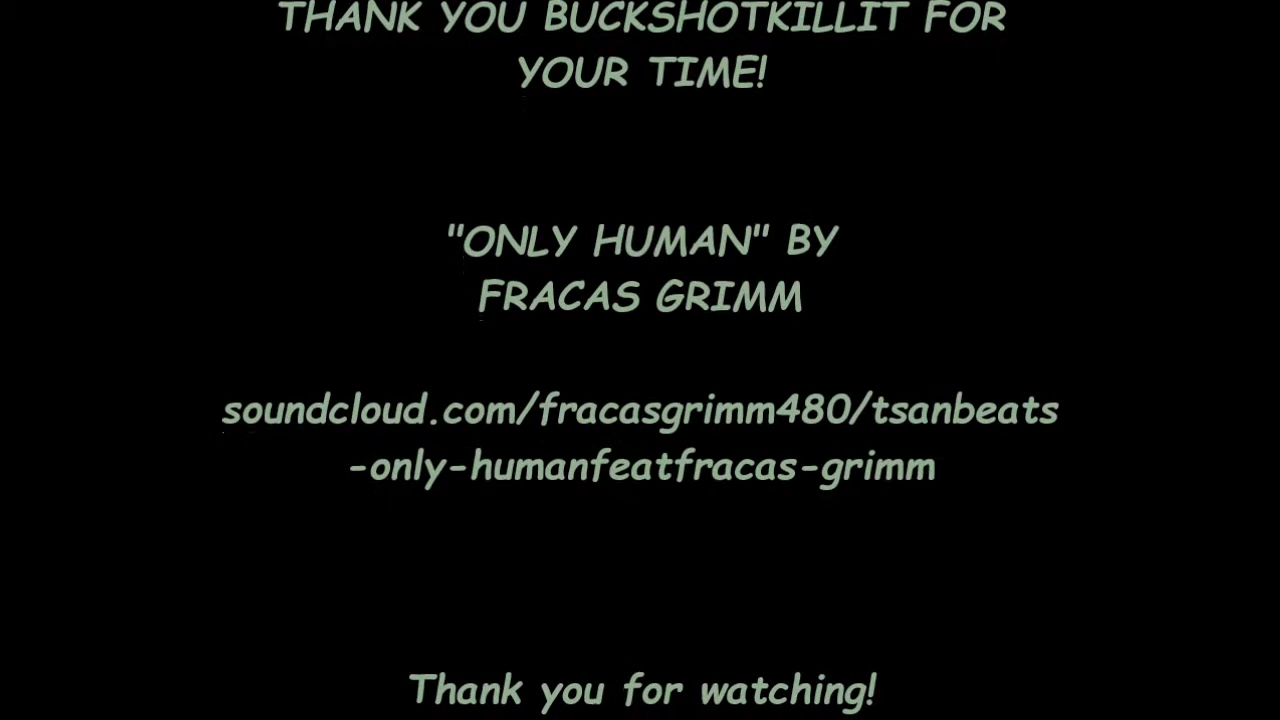 THANK YOU BUCKSHOTKILLIT FOR
YOUR TIME!
"ONLY HUMAN" BY
FRACAS GRIMM
soundcloud.com/fracasgrimm480/tsanbeats
-only-humanfeatfracas-grimm
Thank you for watching!